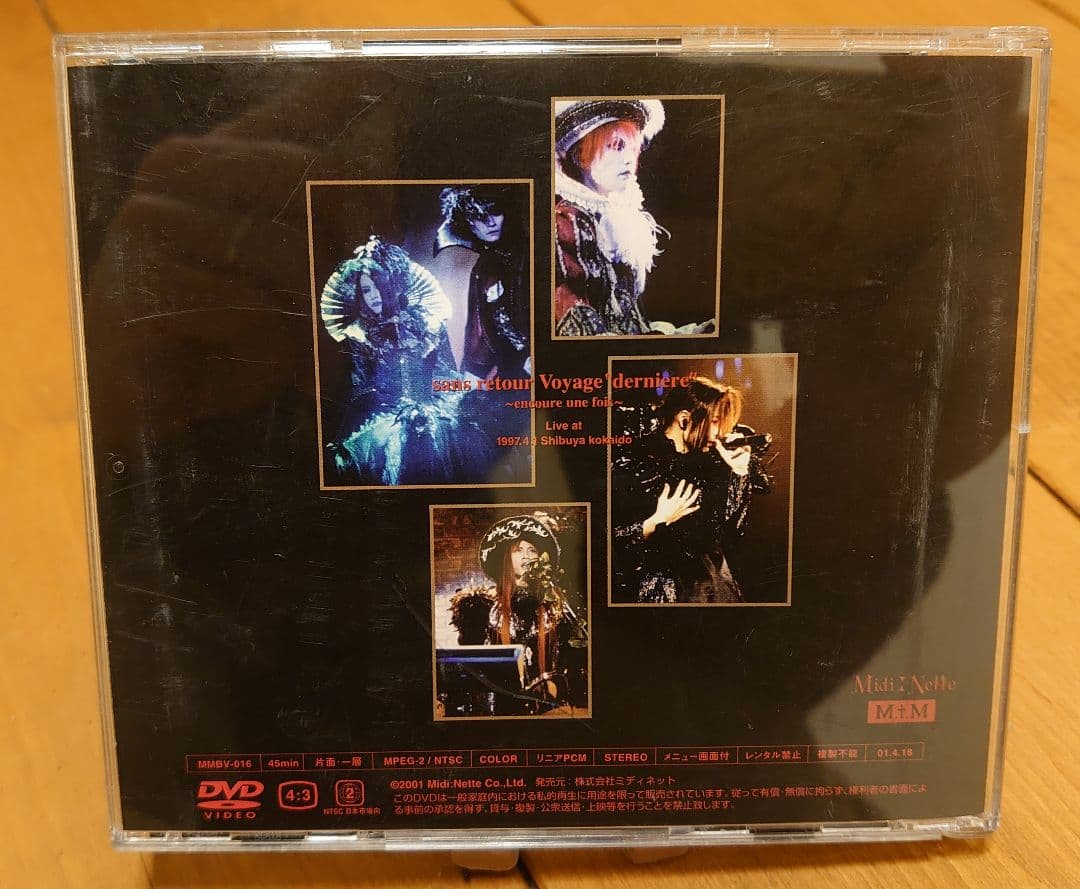 sans retour Voyage"derniere"
~encoure une fois~
Live at
1997.4.1 Shibuya kokaido
Midi:Nette
M†M
MMBV-016 45min 片面・一層 MPEG-2 / NTSC COLOR リニアPCM STEREO メニュー画面付 レンタル禁止 複製不能 01.4.18
DVD
VIDEO
4:3
2
NTSC 日本市場向
©2001 Midi:Nette Co.,Ltd. 発売元：株式会社ミディネット
このDVDは一般家庭内における私的再生に用途を限って販売されています。従って有償・無償に拘らず、権利者の書面によ
る事前の承認を得ず、貸与・複製・公衆送信・上映等を行うことを禁止致します。